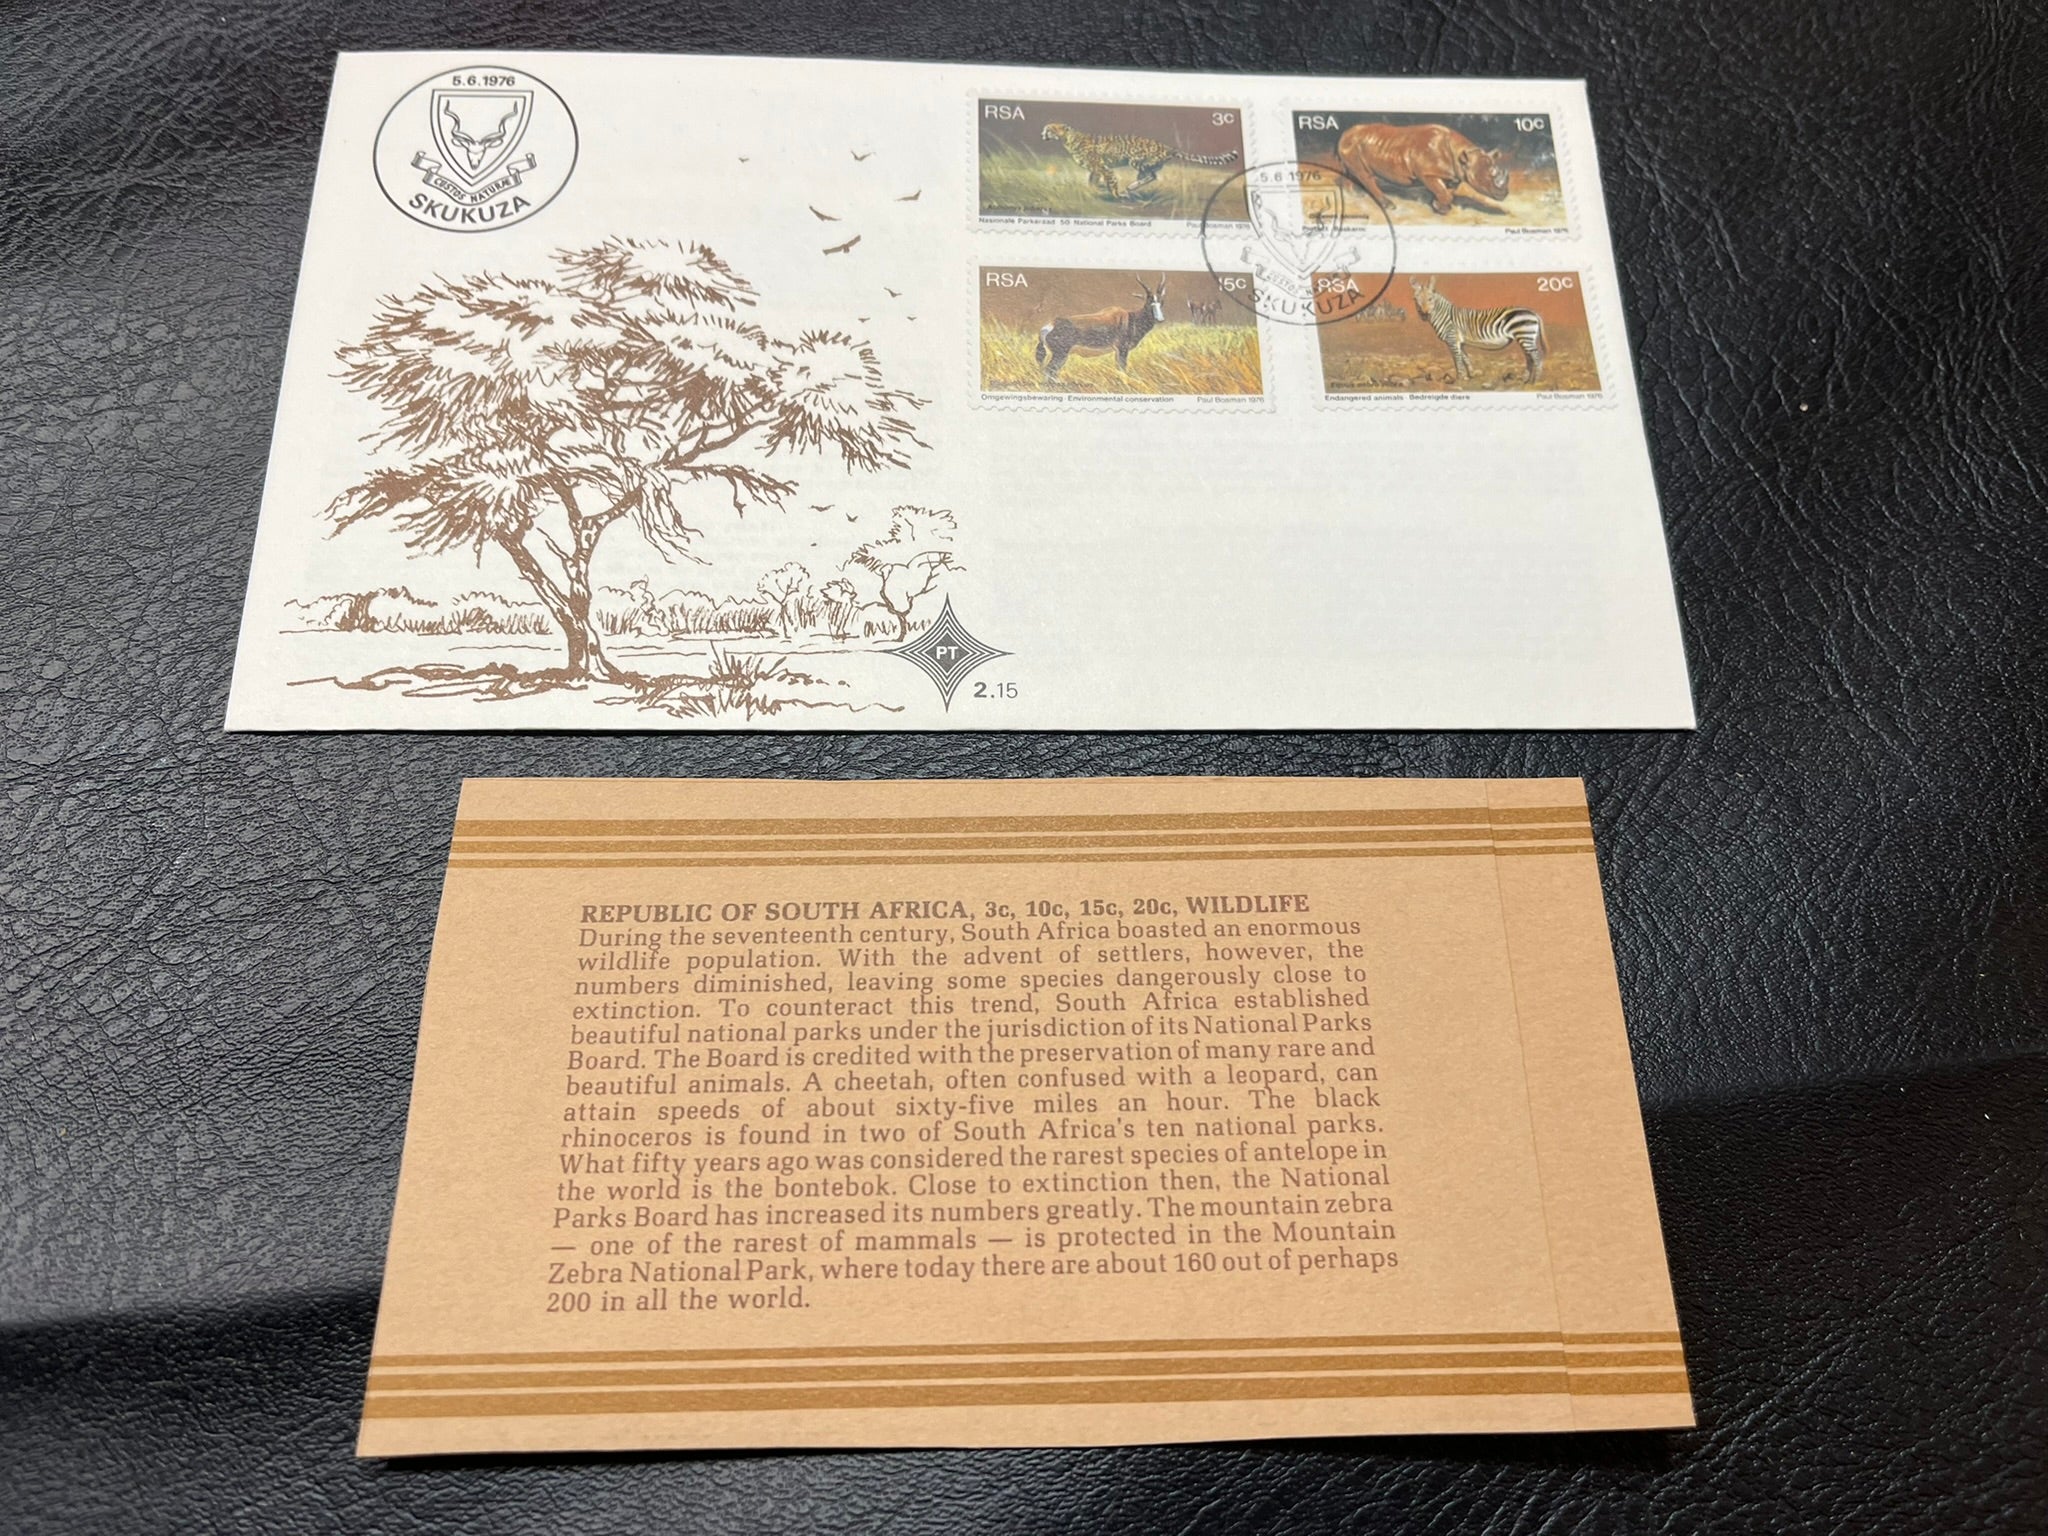 5.6.1976
CUSTOS NATURAE
SKUKUZA
RSA 3c
Nasionale Parkeraad 50 National Parks Board Paul Bosman 1976
RSA 10c
Paul Bosman 1976
5.6 1976
SKUKUZA
RSA 15c
Omgewingsbewaring · Environmental conservation Paul Bosman 1976
RSA 20c
Endangered animals Bedreigde diere Paul Bosman 1976
PT
2.15
REPUBLIC OF SOUTH AFRICA, 3c, 10c, 15c, 20c, WILDLIFE
During the seventeenth century, South Africa boasted an enormous
wildlife population. With the advent of settlers, however, the
numbers diminished, leaving some species dangerously close to
extinction. To counteract this trend, South Africa established
beautiful national parks under the jurisdiction of its National Parks
Board. The Board is credited with the preservation of many rare and
beautiful animals. A cheetah, often confused with a leopard, can
attain speeds of about sixty-five miles an hour. The black
rhinoceros is found in two of South Africa's ten national parks.
What fifty years ago was considered the rarest species of antelope in
the world is the bontebok. Close to extinction then, the National
Parks Board has increased its numbers greatly. The mountain zebra
— one of the rarest of mammals — is protected in the Mountain
Zebra National Park, where today there are about 160 out of perhaps
200 in all the world.